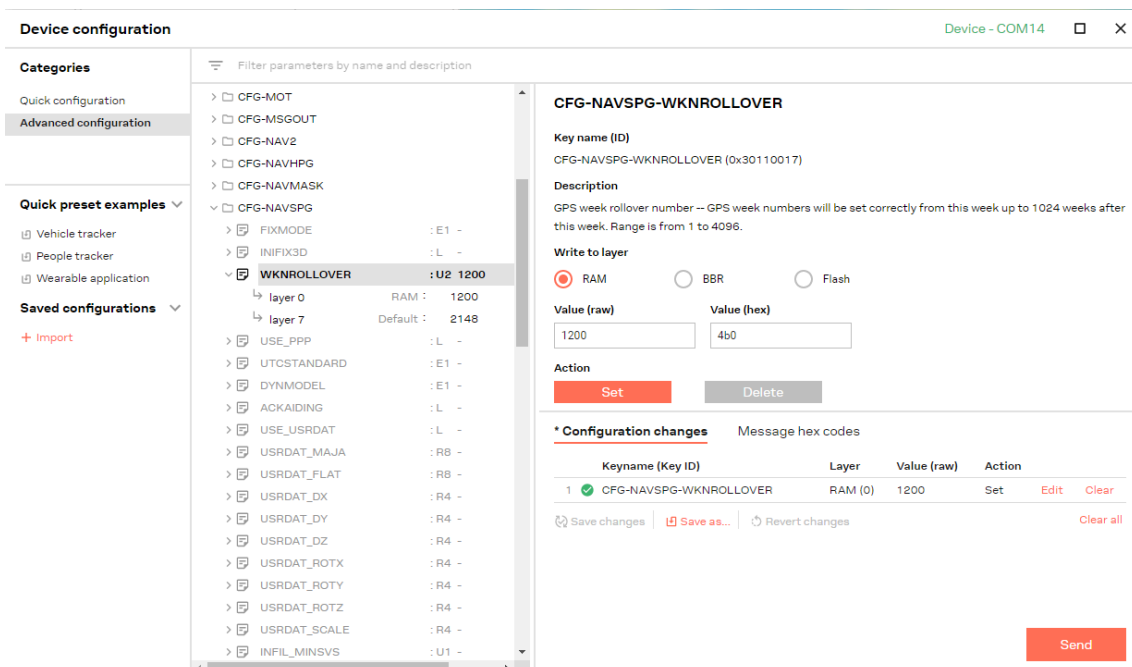 Device configuration
Device - COM14
Categories
Quick configuration
Advanced configuration
Quick preset examples
Vehicle tracker
People tracker
Wearable application
Saved configurations
+ Import
Filter parameters by name and description
CFG-MOT
CFG-MSGOUT
CFG-NAV2
CFG-NAVHPG
CFG-NAVMASK
CFG-NAVSPG
FIXMODE : E1 -
INIFIX3D : L -
WKNROLLOVER : U2 1200
layer 0 RAM : 1200
layer 7 Default : 2148
USE_PPP : L -
UTCSTANDARD : E1 -
DYNMODEL : E1 -
ACKAIDING : L -
USE_USRDAT : L -
USRDAT_MAJA : R8 -
USRDAT_FLAT : R8 -
USRDAT_DX : R4 -
USRDAT_DY : R4 -
USRDAT_DZ : R4 -
USRDAT_ROTX : R4 -
USRDAT_ROTY : R4 -
USRDAT_ROTZ : R4 -
USRDAT_SCALE : R4 -
INFIL_MINSVS : U1 -
CFG-NAVSPG-WKNROLLOVER
Key name (ID)
CFG-NAVSPG-WKNROLLOVER (0x30110017)
Description
GPS week rollover number -- GPS week numbers will be set correctly from this week up to 1024 weeks after
this week. Range is from 1 to 4096.
Write to layer
RAM BBR Flash
Value (raw) Value (hex)
1200 4b0
Action
Set Delete
* Configuration changes Message hex codes
Keyname (Key ID) Layer Value (raw) Action
1 CFG-NAVSPG-WKNROLLOVER RAM (0) 1200 Set Edit Clear
Save changes Save as... Revert changes Clear all
Send